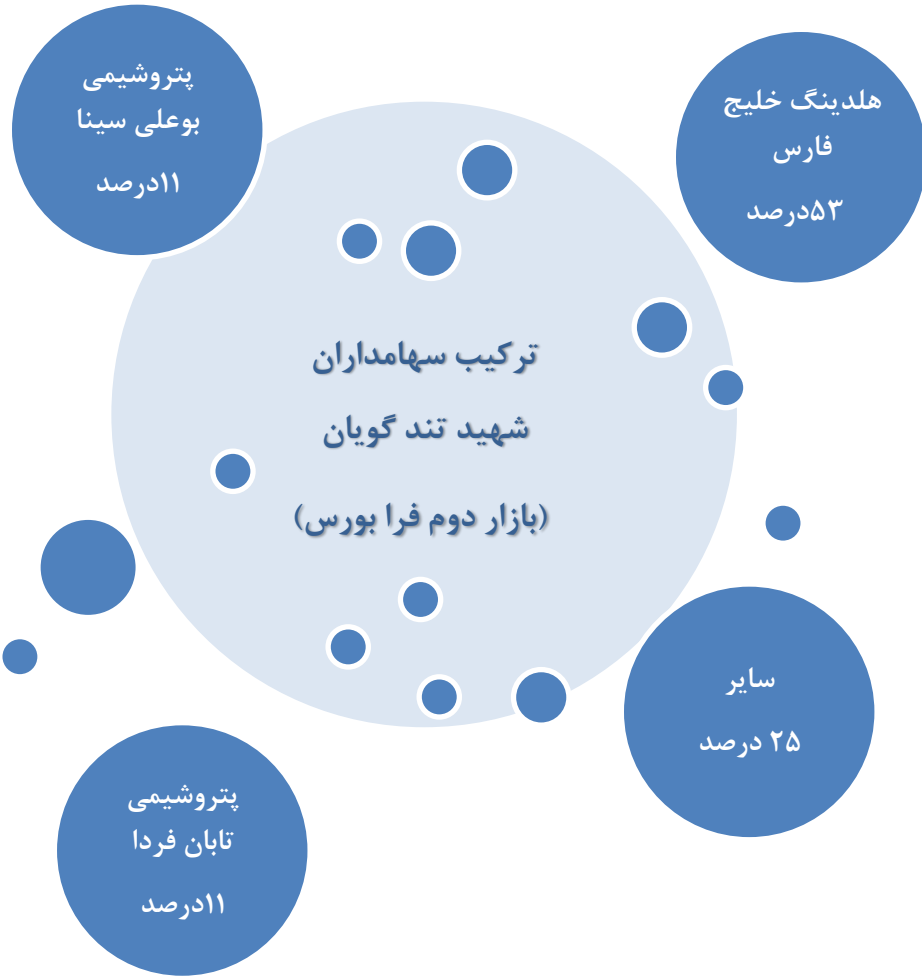 هلدینگ خلیج
فارس
۵۳درصد
پتروشیمی
بوعلی سینا
۱۱درصد
ترکیب سهامداران
شهید تند گویان
(بازار دوم فرا بورس)
سایر
۲۵ درصد
پتروشیمی
تابان فردا
۱۱درصد